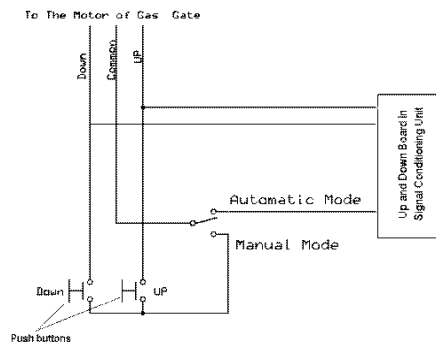 To The Motor of Gas Gate
Down
Common
UP
Up and Down Board in
Signal Conditioning Unit
Automatic Mode
Manual Mode
Down
UP
Push buttons